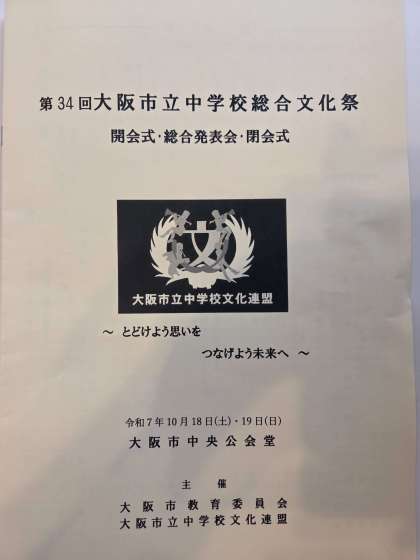 第34回大阪市立中学校総合文化祭
開会式・総合発表会・閉会式
文
大阪市立中学校文化連盟
～ とどけよう思いを
つなげよう未来へ ～
令和7年10月18日(土)・19日(日)
大阪市中央公会堂
主 催
大阪市教育委員会
大阪市立中学校文化連盟